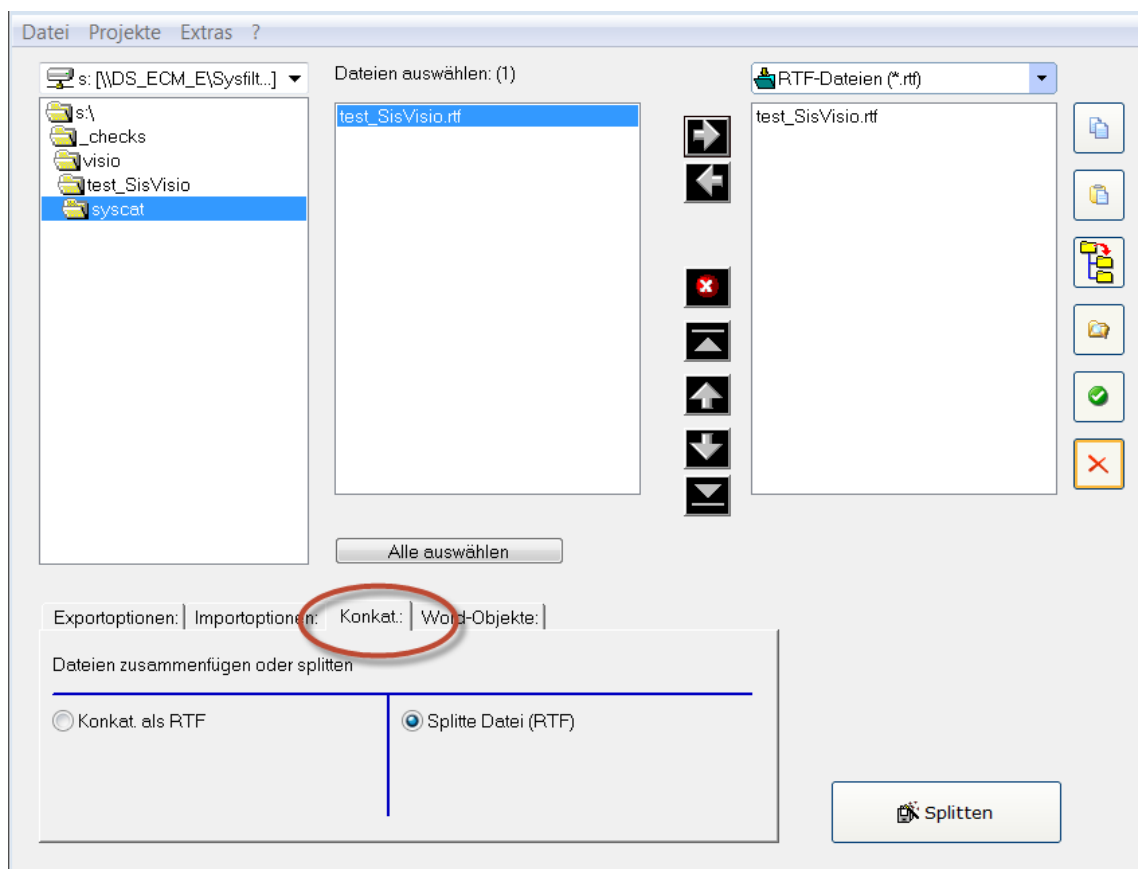 Datei Projekte Extras ?
s: [\\DS_ECM_E\Sysfilt...]
Dateien auswählen: (1)
RTF-Dateien (*.rtf)
s:\
_checks
visio
test_SisVisio
syscat
test_SisVisio.rtf
test_SisVisio.rtf
Alle auswählen
Exportoptionen: Importoptionen: Konkat.: Word-Objekte:
Dateien zusammenfügen oder splitten
Konkat. als RTF
Splitte Datei (RTF)
Splitten